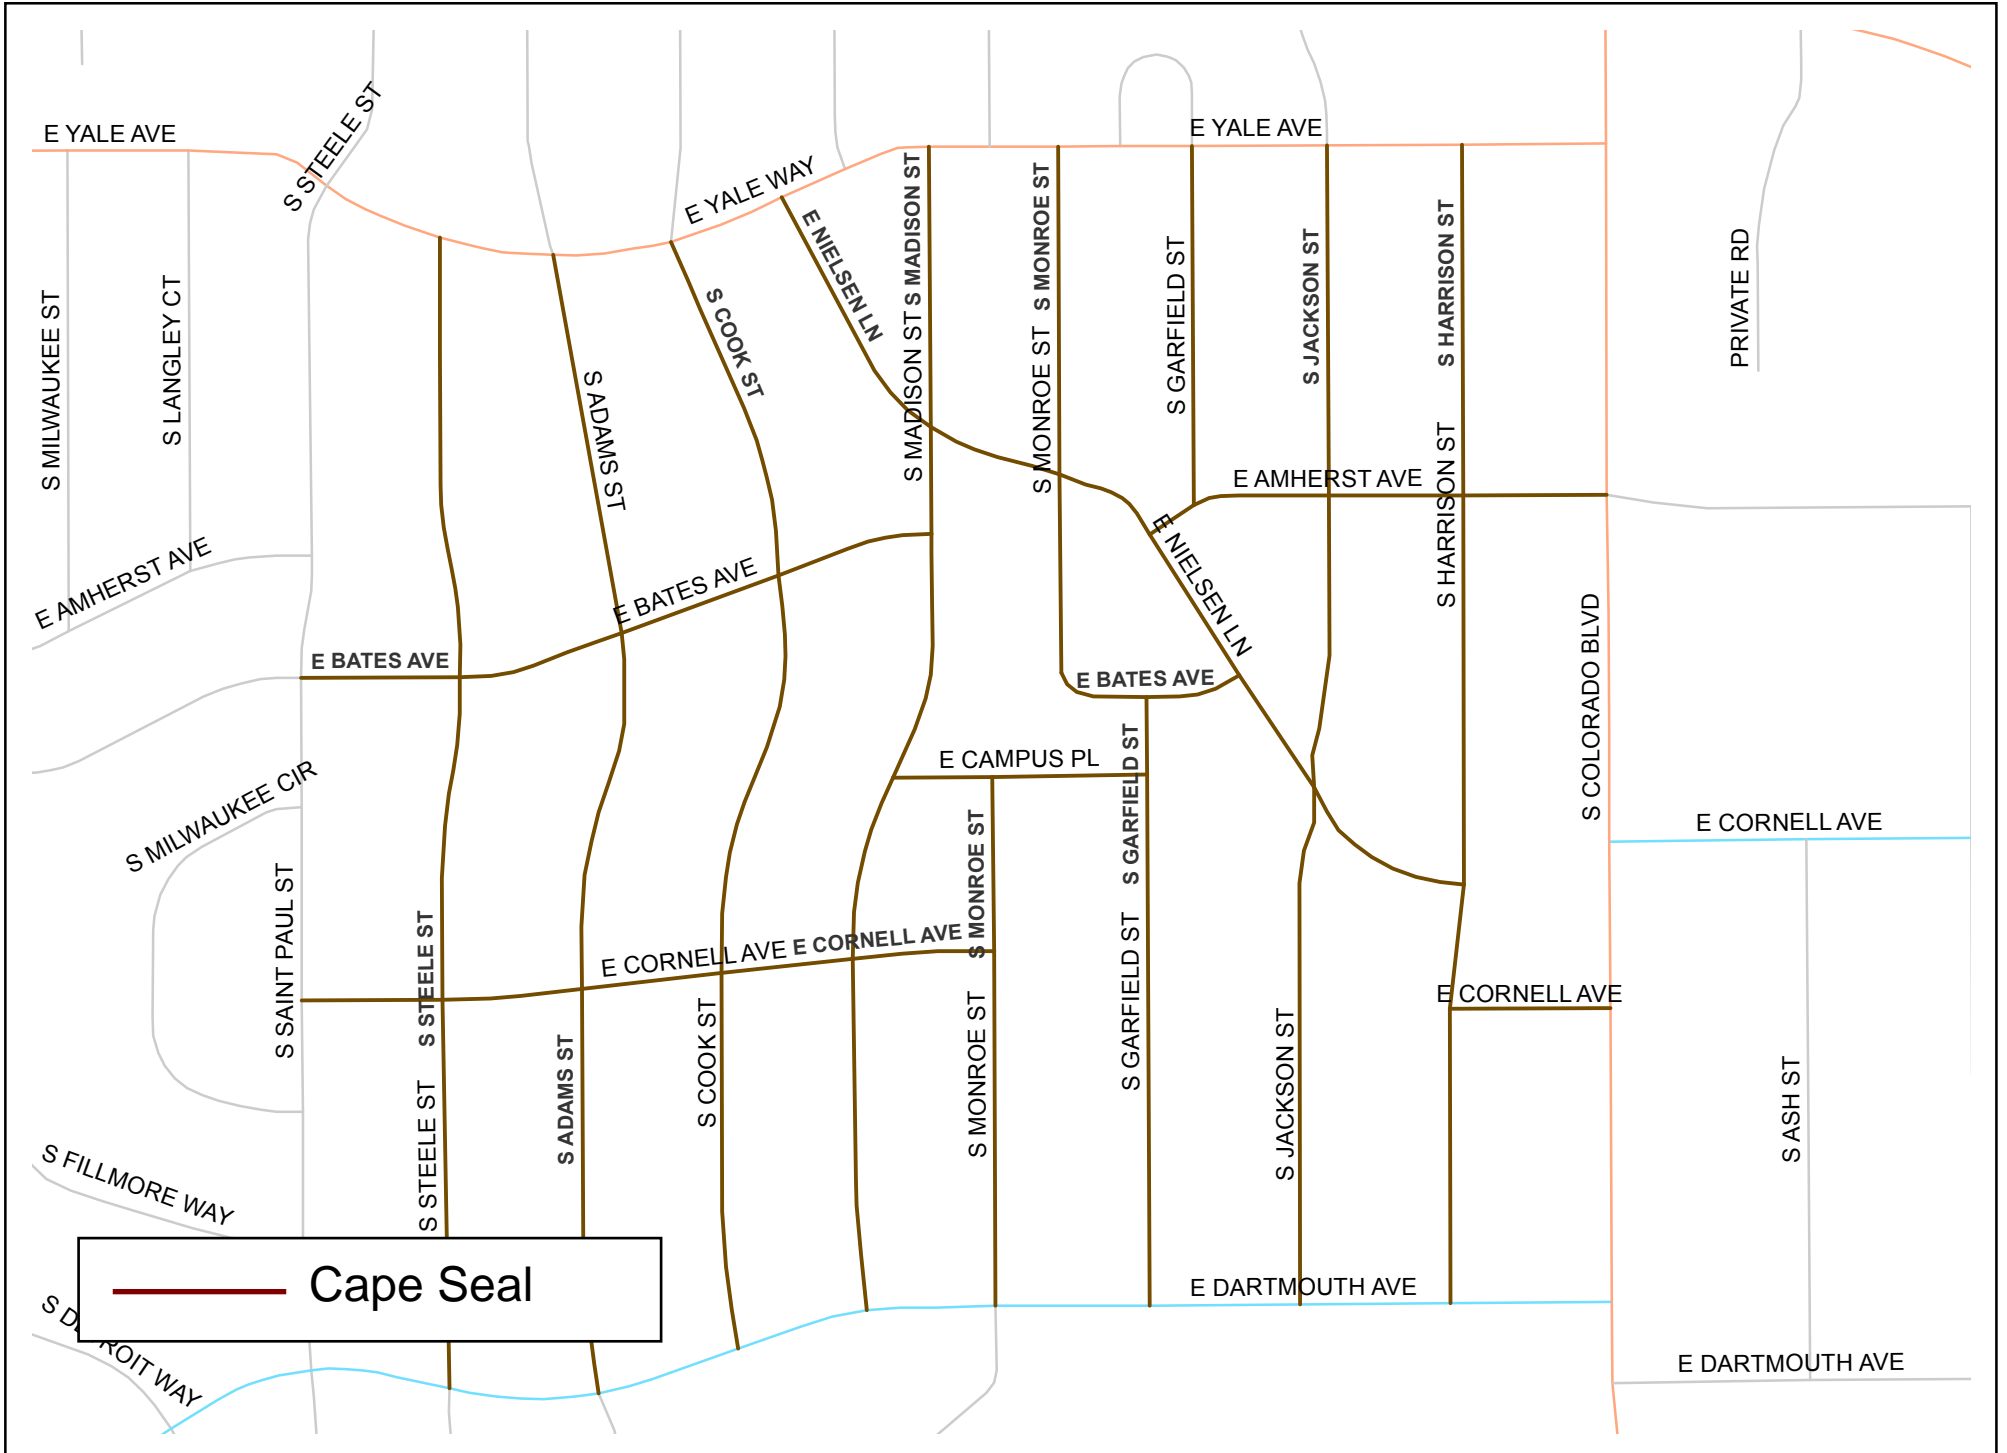 E YALE AVE
S STEELE ST
E YALE WAY
E YALE AVE
S MILWAUKEE ST
S LANGLEY CT
E NIELSEN LN
S MADISON ST
S MADISON ST
S MONROE ST
S MONROE ST
S GARFIELD ST
S JACKSON ST
S HARRISON ST
S HARRISON ST
PRIVATE RD
S COOK ST
S ADAMS ST
E AMHERST AVE
E AMHERST AVE
E NIELSEN LN
E BATES AVE
E BATES AVE
E BATES AVE
S COLORADO BLVD
E CAMPUS PL
S GARFIELD ST
S GARFIELD ST
S MILWAUKEE CIR
S SAINT PAUL ST
S STEELE ST
S STEELE ST
S MONROE ST
S MONROE ST
E CORNELL AVE
E CORNELL AVE
E CORNELL AVE
E CORNELL AVE
S ADAMS ST
S COOK ST
S JACKSON ST
S ASH ST
S FILLMORE WAY
Cape Seal
E DARTMOUTH AVE
E DARTMOUTH AVE
WAY